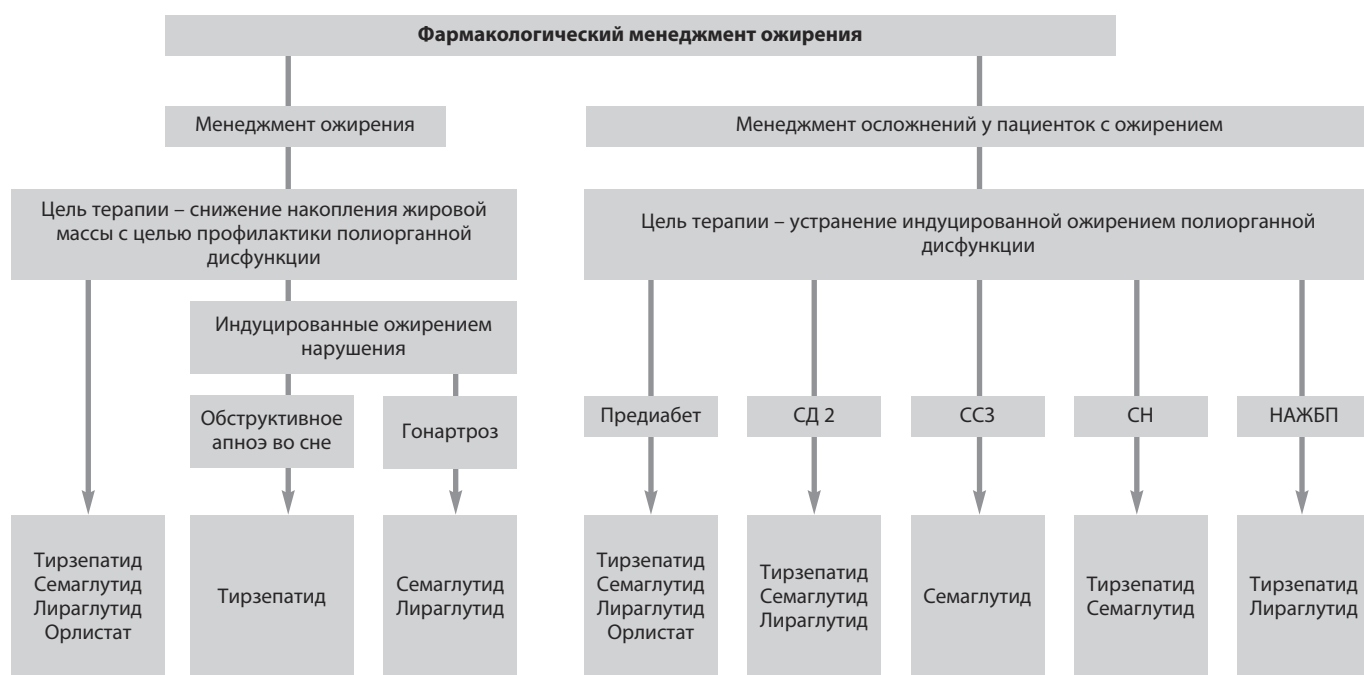 Фармакологический менеджмент ожирения
Менеджмент ожирения
Менеджмент осложнений у пациенток с ожирением
Цель терапии – снижение накопления жировой
массы с целью профилактики полиорганной
дисфункции
Цель терапии – устранение индуцированной ожирением полиорганной
дисфункции
Индуцированные ожирением
нарушения
Обструктивное
апноэ во сне
Гонартроз
Предиабет
СД 2
ССЗ
СН
НАЖБП
Тирзепатид
Семаглутид
Лираглутид
Орлистат
Тирзепатид
Семаглутид
Лираглутид
Тирзепатид
Семаглутид
Лираглутид
Орлистат
Тирзепатид
Семаглутид
Лираглутид
Семаглутид
Тирзепатид
Семаглутид
Тирзепатид
Лираглутид